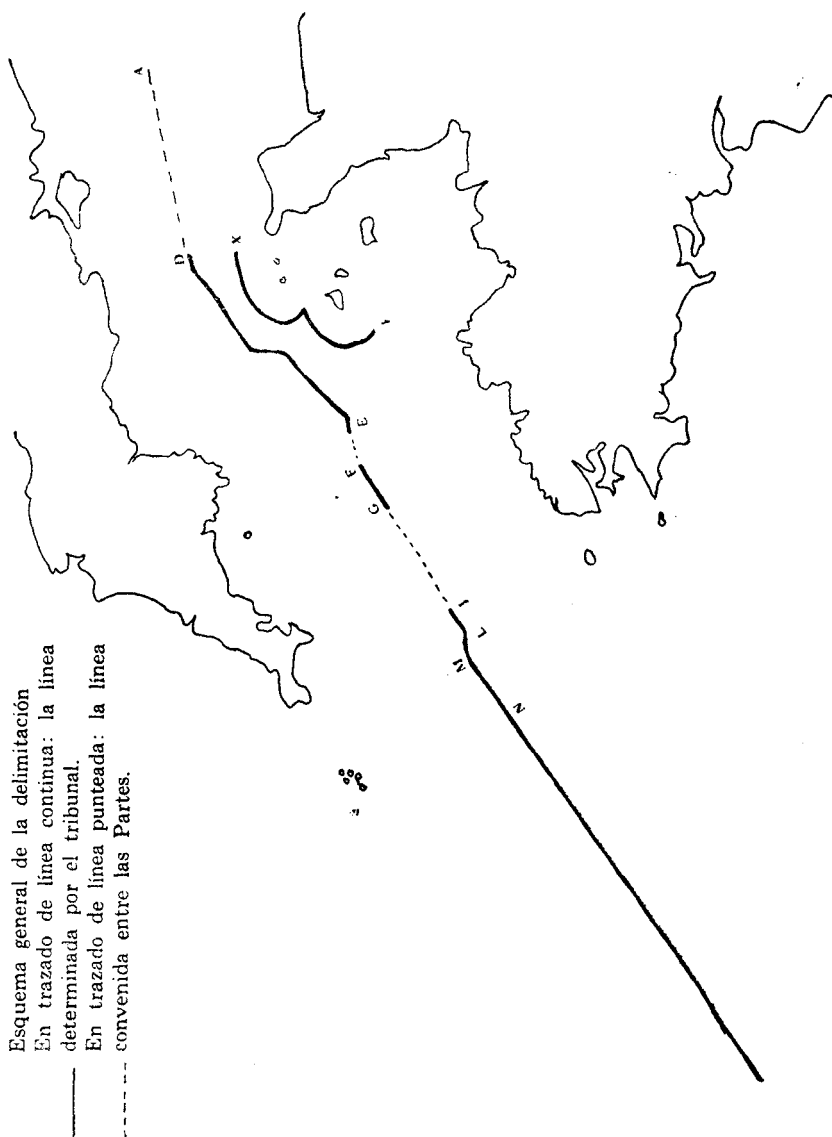 Esquema general de la delimitación
En trazado de línea continua: la línea
determinada por el tribunal.
En trazado de línea punteada: la línea
convenida entre las Partes.
A
D
X
E
F
G
J
L
M
N